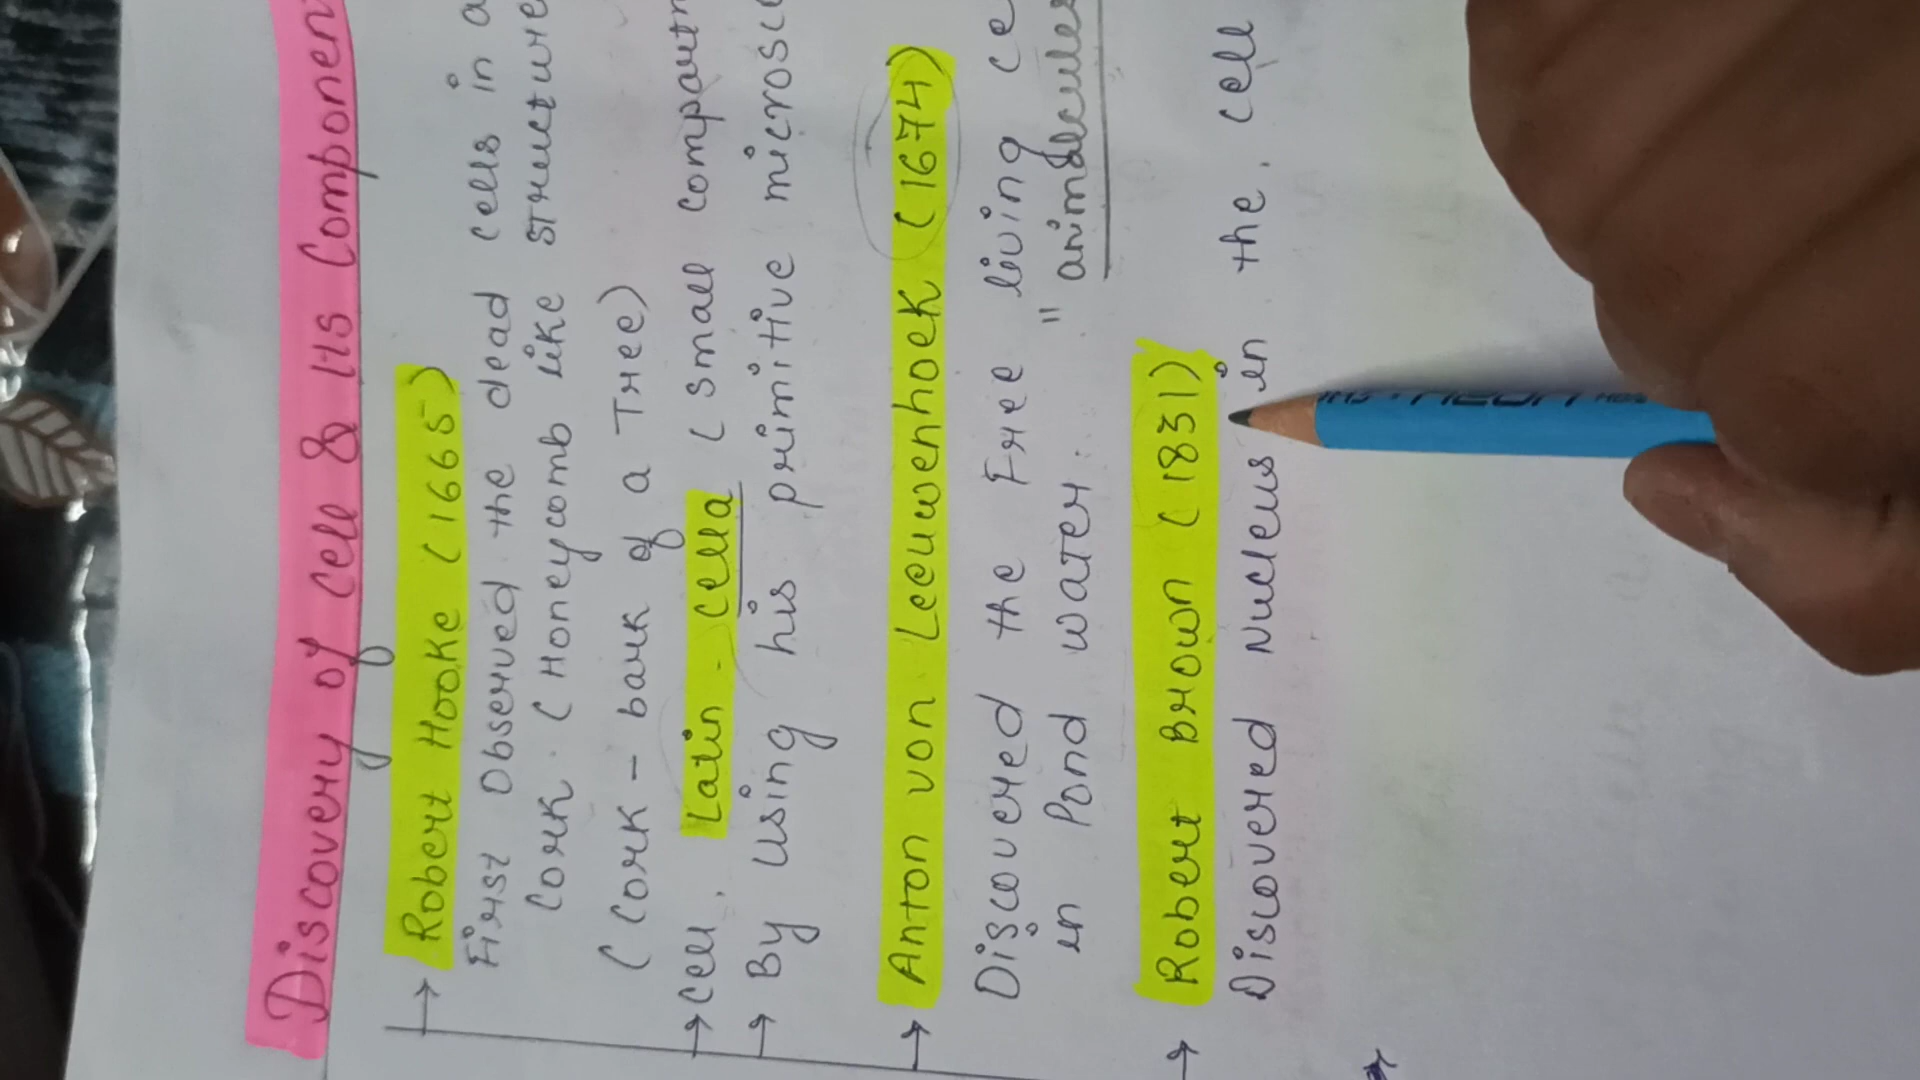 Discovery of cell & Its Componen
→ Robert Hooke (1665)
First observed the dead cells in a
Cork. (Honeycomb like structure
(Cork - bark of a Tree)
→ Cell. Latin - cella (small compart
→ By using his primitive microsc
→ Anton von Leeuwenhoek (1674)
Discovered the Free living ce
in Pond water. "animalcules
→ Robert Brown (1831)
Discovered Nucleus in the. cell